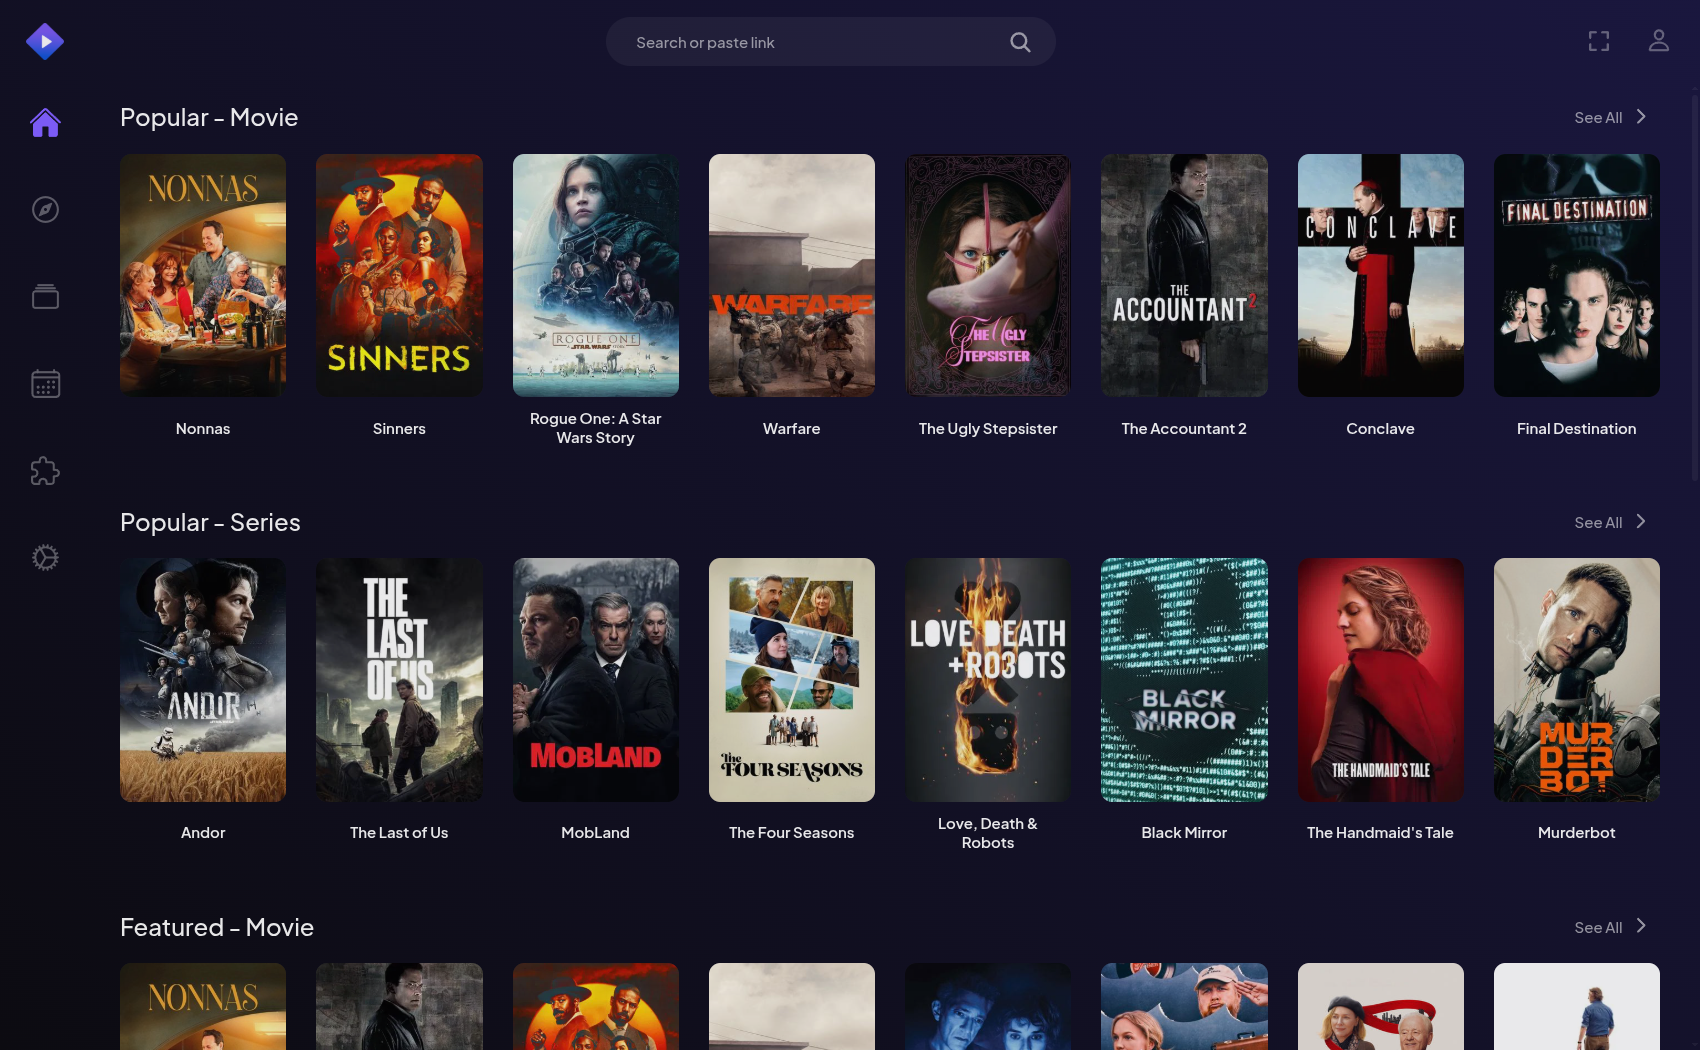 Search or paste link
Popular - Movie
See All
NONNAS
SINNERS
ROGUE ONE
A STAR WARS STORY
WARFARE
THE UGLY
STEPSISTER
THE
ACCOUNTANT 2
CONCLAVE
FINAL DESTINATION
Nonnas
Sinners
Rogue One: A Star
Wars Story
Warfare
The Ugly Stepsister
The Accountant 2
Conclave
Final Destination
Popular - Series
See All
ANDOR
THE
LAST
OF US
MOBLAND
The
FOUR SEASONS
LOVE DEATH
+ROBOTS
BLACK
MIRROR
THE HANDMAID'S TALE
MUR
DER
BOT
Andor
The Last of Us
MobLand
The Four Seasons
Love, Death &
Robots
Black Mirror
The Handmaid's Tale
Murderbot
Featured - Movie
See All
NONNAS